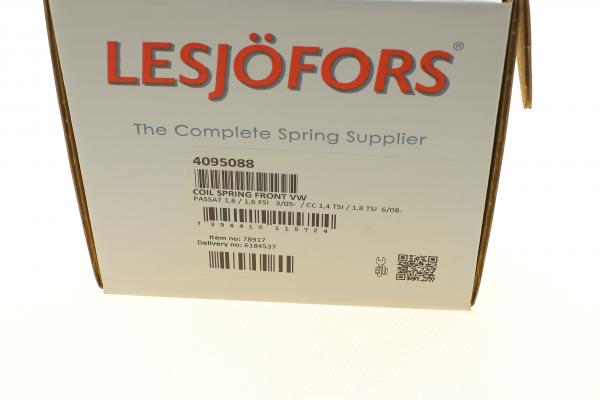 LESJÖFORS®
The Complete Spring Supplier
4095088
COIL SPRING FRONT VW
PASSAT 1,6 / 1,6 FSI 3/05- / CC 1,4 TSI / 1,8 TSI 6/08-
7 394410 115724
Item no: 78917
Delivery no: 6184537